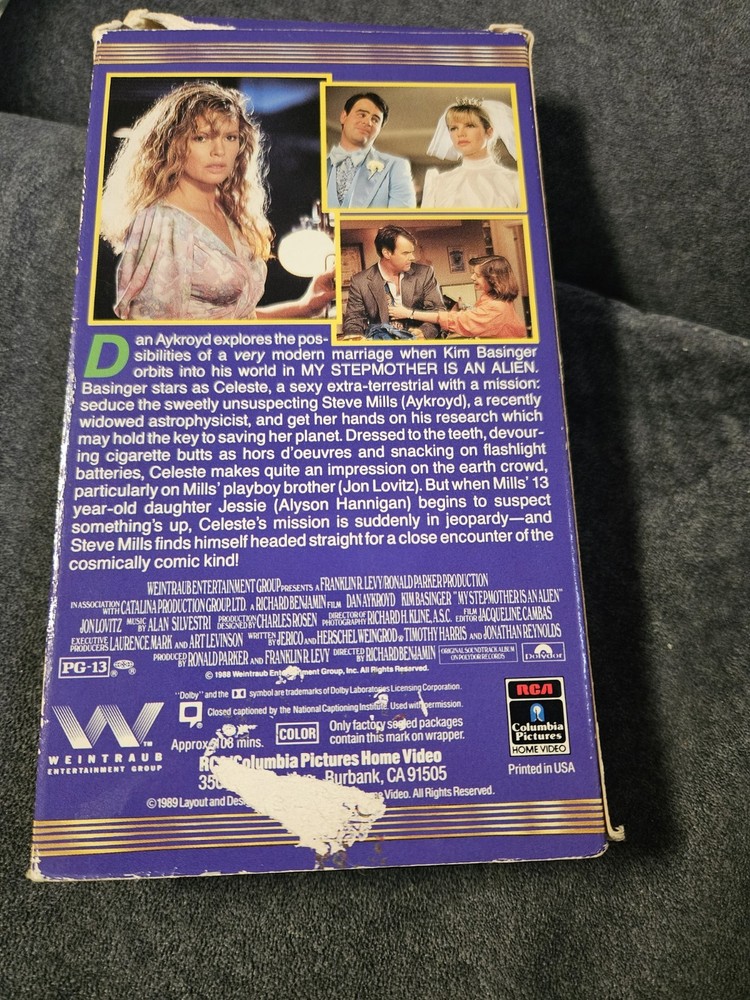 Dan Aykroyd explores the pos-
sibilities of a very modern marriage when Kim Basinger
orbits into his world in MY STEPMOTHER IS AN ALIEN.
Basinger stars as Celeste, a sexy extra-terrestrial with a mission:
seduce the sweetly unsuspecting Steve Mills (Aykroyd), a recently
widowed astrophysicist, and get her hands on his research which
may hold the key to saving her planet. Dressed to the teeth, devour-
ing cigarette butts as hors d'oeuvres and snacking on flashlight
batteries, Celeste makes quite an impression on the earth crowd,
particularly on Mills' playboy brother (Jon Lovitz). But when Mills' 13
year-old daughter Jessie (Alyson Hannigan) begins to suspect
something's up, Celeste's mission is suddenly in jeopardy—and
Steve Mills finds himself headed straight for a close encounter of the
cosmically comic kind!
WEINTRAUB ENTERTAINMENT GROUP PRESENTS A FRANKLIN R. LEVY/RONALD PARKER PRODUCTION
IN ASSOCIATION WITH CATALINA PRODUCTION GROUP, LTD. A RICHARD BENJAMIN FILM DAN AYKROYD KIM BASINGER "MY STEPMOTHER IS AN ALIEN"
JON LOVITZ MUSIC BY ALAN SILVESTRI PRODUCTION DESIGNED BY CHARLES ROSEN DIRECTOR OF PHOTOGRAPHY RICHARD H. KLINE, A.S.C. FILM EDITOR JACQUELINE CAMBAS
EXECUTIVE PRODUCERS LAURENCE MARK AND ART LEVINSON WRITTEN BY JERICO AND HERSCHEL WEINGROD & TIMOTHY HARRIS AND JONATHAN REYNOLDS
PRODUCED BY RONALD PARKER AND FRANKLIN R. LEVY DIRECTED BY RICHARD BENJAMIN
ORIGINAL SOUNDTRACK ALBUM ON POLYDOR RECORDS
Polydor
PG-13
© 1988 Weintraub Entertainment Group, Inc. All Rights Reserved.
"Dolby" and the symbol are trademarks of Dolby Laboratories Licensing Corporation.
Closed captioned by the National Captioning Institute. Used with permission.
Approx. 108 mins.
COLOR
Only factory sealed packages
contain this mark on wrapper.
W TM
WEINTRAUB
ENTERTAINMENT GROUP
RCA/Columbia Pictures Home Video
350 Burbank, CA 91505
© 1989 Layout and Des Video. All Rights Reserved.
RCA
Columbia
Pictures
HOME VIDEO
Printed in USA